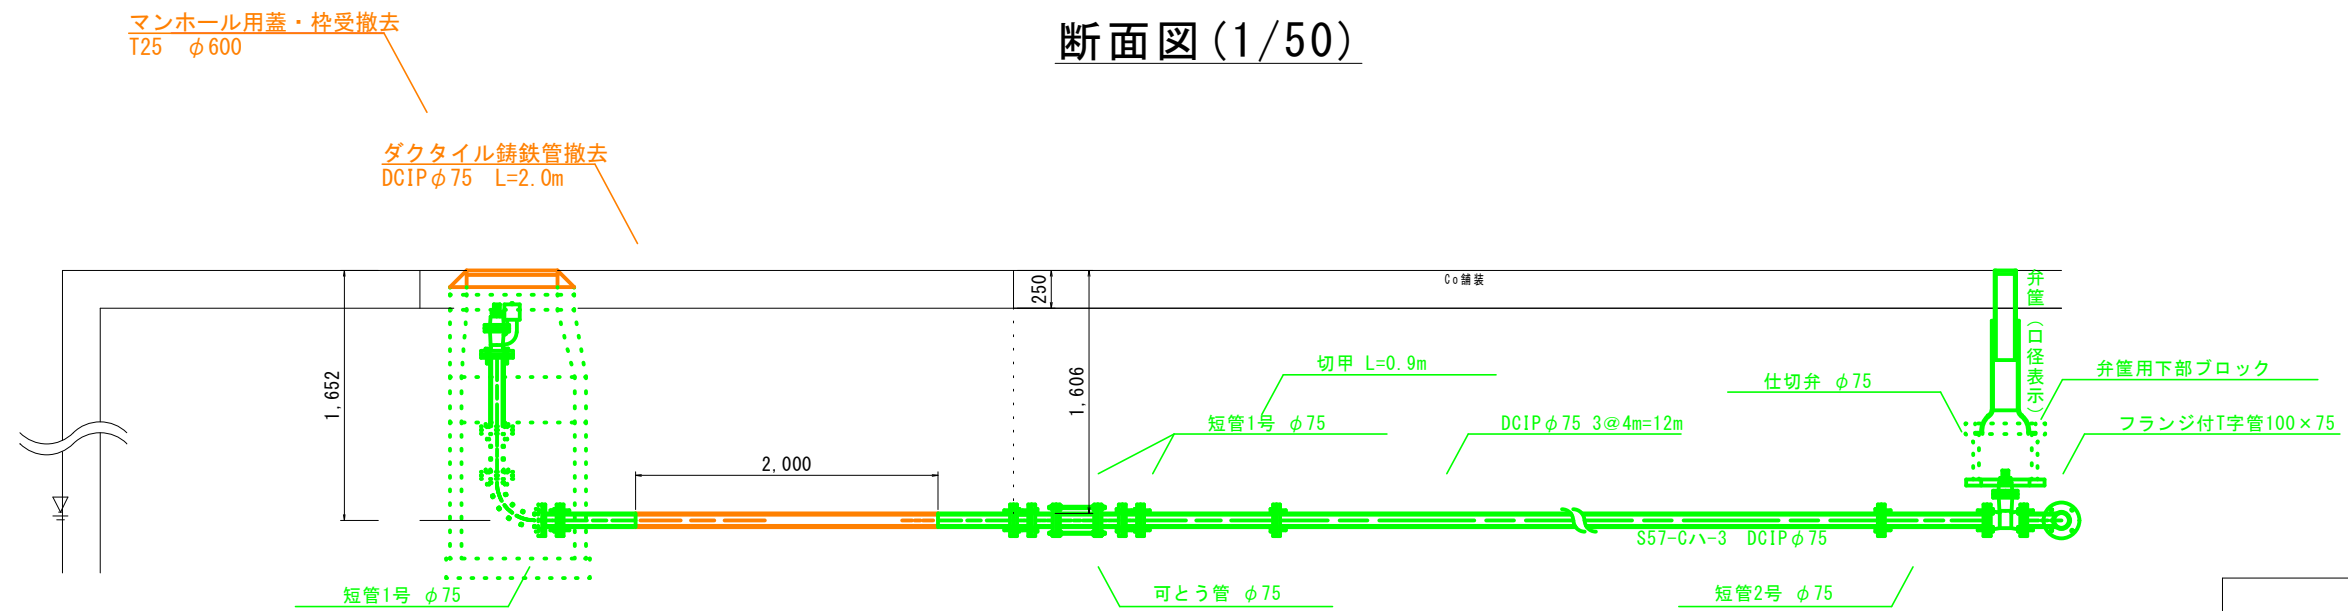 断面図(1/50)
マンホール用蓋・枠受撤去
T25 φ600
ダクタイル鋳鉄管撤去
DCIPφ75 L=2.0m
Co舗装
250
1,652
1,606
2,000
切甲 L=0.9m
短管1号 φ75
DCIPφ75 3@4m=12m
仕切弁 φ75
弁筐(口径表示)
弁筐用下部ブロック
フランジ付T字管100×75
S57-Cハ-3 DCIPφ75
短管1号 φ75
可とう管 φ75
短管2号 φ75